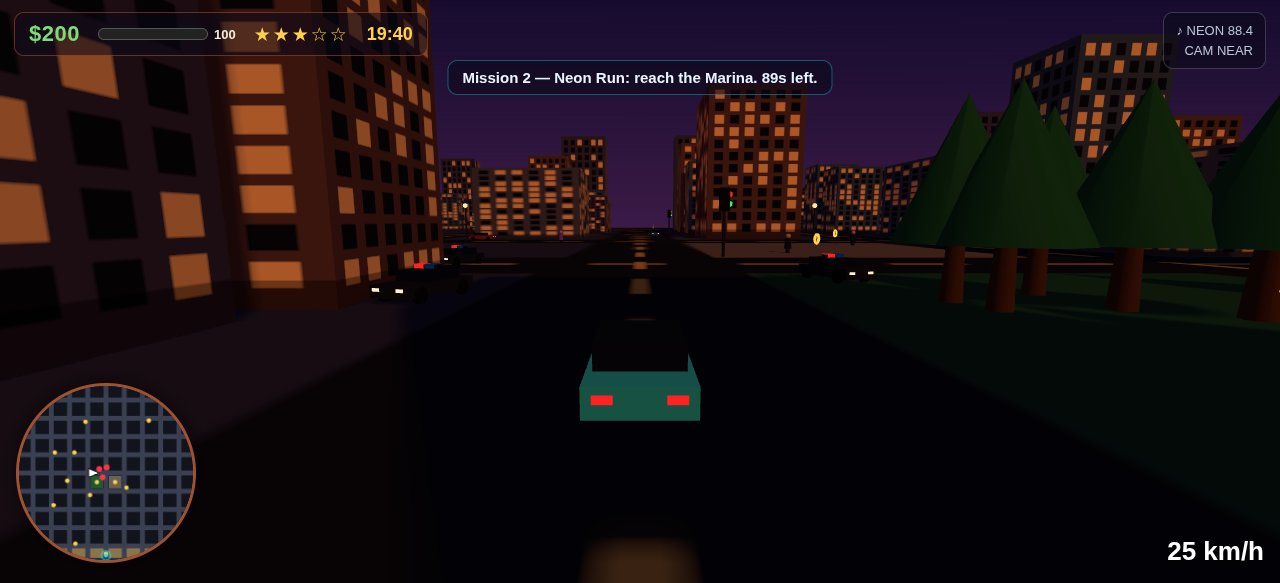 $200
100
★★★☆☆
19:40
♪ NEON 88.4
CAM NEAR
Mission 2 — Neon Run: reach the Marina. 89s left.
25 km/h